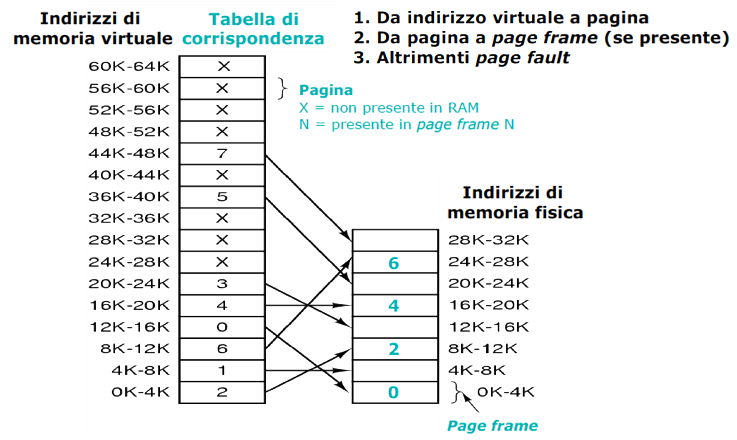 Indirizzi di
memoria virtuale
Tabella di
corrispondenza
1. Da indirizzo virtuale a pagina
2. Da pagina a page frame (se presente)
3. Altrimenti page fault
60K-64K X
56K-60K X
52K-56K X
48K-52K X
44K-48K 7
40K-44K X
36K-40K 5
32K-36K X
28K-32K X
24K-28K X
20K-24K 3
16K-20K 4
12K-16K 0
8K-12K 6
4K-8K 1
0K-4K 2
Pagina
X = non presente in RAM
N = presente in page frame N
Indirizzi di
memoria fisica
28K-32K
6 24K-28K
20K-24K
4 16K-20K
12K-16K
2 8K-12K
4K-8K
0 0K-4K
Page frame